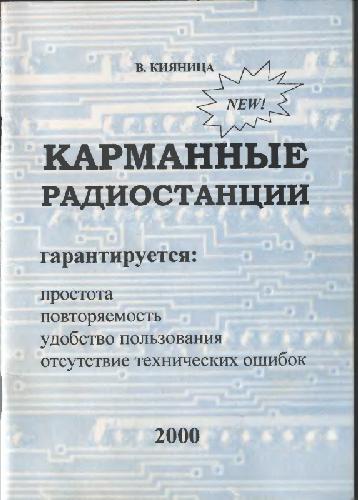 В. КИЯНИЦА
NEW!
КАРМАННЫЕ
РАДИОСТАНЦИИ
гарантируется:
простота
повторяемость
удобство пользования
отсутствие технических ошибок
2000